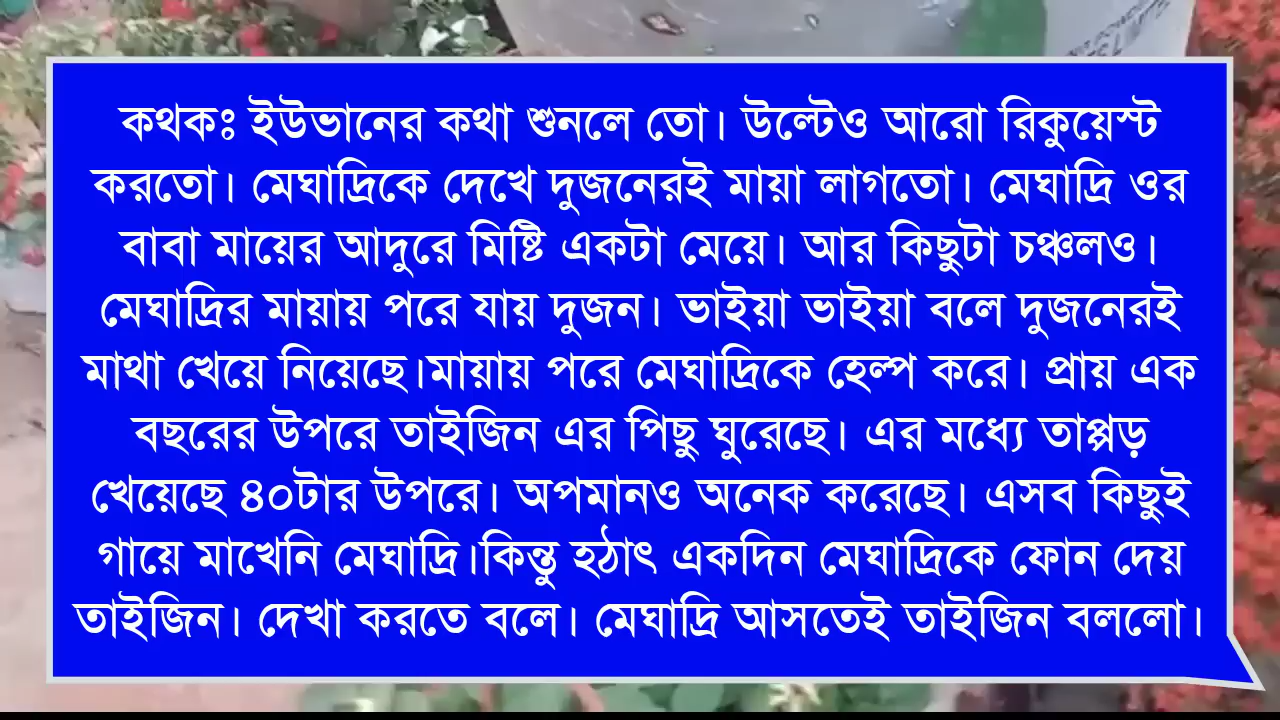 কথকঃ ইউভানের কথা শুনলে তো। উল্টেও আরো রিকুয়েস্ট
করতো। মেঘাদ্রিকে দেখে দুজনেরই মায়া লাগতো। মেঘাদ্রি ওর
বাবা মায়ের আদুরে মিষ্টি একটা মেয়ে। আর কিছুটা চঞ্চলও।
মেঘাদ্রির মায়ায় পরে যায় দুজন। ভাইয়া ভাইয়া বলে দুজনেরই
মাথা খেয়ে নিয়েছে।মায়ায় পরে মেঘাদ্রিকে হেল্প করে। প্রায় এক
বছরের উপরে তাইজিন এর পিছু ঘুরেছে। এর মধ্যে তাপ্পড়
খেয়েছে ৪০টার উপরে। অপমানও অনেক করেছে। এসব কিছুই
গায়ে মাখেনি মেঘাদ্রি।কিন্তু হঠাৎ একদিন মেঘাদ্রিকে ফোন দেয়
তাইজিন। দেখা করতে বলে। মেঘাদ্রি আসতেই তাইজিন বললো।